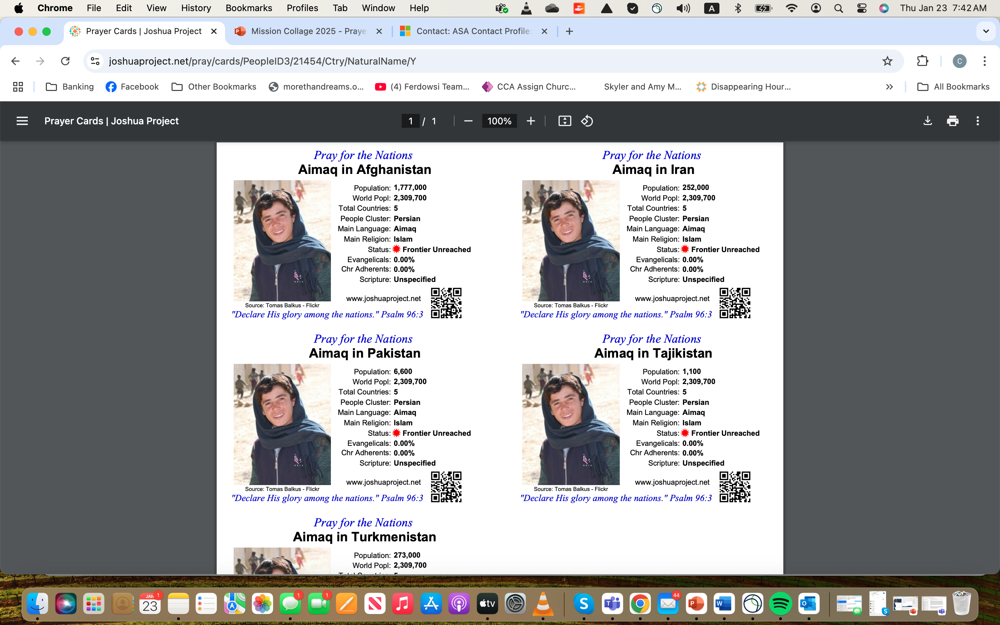 Chrome File Edit View History Bookmarks Profiles Tab Window Help A Thu Jan 23 7:42 AM
Prayer Cards | Joshua Project Mission Collage 2025 - Praye Contact: ASA Contact Profile:
joshuaproject.net/pray/cards/PeopleID3/21454/Ctry/NaturalName/Y C
Banking Facebook Other Bookmarks morethandreams.o... (4) Ferdowsi Team... CCA Assign Churc... Skyler and Amy M... Disappearing Hour... All Bookmarks
Prayer Cards | Joshua Project 1 / 1 100%
Pray for the Nations
Aimaq in Afghanistan
Population: 1,777,000
World Popl: 2,309,700
Total Countries: 5
People Cluster: Persian
Main Language: Aimaq
Main Religion: Islam
Status: Frontier Unreached
Evangelicals: 0.00%
Chr Adherents: 0.00%
Scripture: Unspecified
www.joshuaproject.net
Source: Tomas Balkus - Flickr
"Declare His glory among the nations." Psalm 96:3
Pray for the Nations
Aimaq in Iran
Population: 252,000
World Popl: 2,309,700
Total Countries: 5
People Cluster: Persian
Main Language: Aimaq
Main Religion: Islam
Status: Frontier Unreached
Evangelicals: 0.00%
Chr Adherents: 0.00%
Scripture: Unspecified
www.joshuaproject.net
Source: Tomas Balkus - Flickr
"Declare His glory among the nations." Psalm 96:3
Pray for the Nations
Aimaq in Pakistan
Population: 6,600
World Popl: 2,309,700
Total Countries: 5
People Cluster: Persian
Main Language: Aimaq
Main Religion: Islam
Status: Frontier Unreached
Evangelicals: 0.00%
Chr Adherents: 0.00%
Scripture: Unspecified
www.joshuaproject.net
Source: Tomas Balkus - Flickr
"Declare His glory among the nations." Psalm 96:3
Pray for the Nations
Aimaq in Tajikistan
Population: 1,100
World Popl: 2,309,700
Total Countries: 5
People Cluster: Persian
Main Language: Aimaq
Main Religion: Islam
Status: Frontier Unreached
Evangelicals: 0.00%
Chr Adherents: 0.00%
Scripture: Unspecified
www.joshuaproject.net
Source: Tomas Balkus - Flickr
"Declare His glory among the nations." Psalm 96:3
Pray for the Nations
Aimaq in Turkmenistan
Population: 273,000
World Popl: 2,309,700
JAN 1 1 1 44
23 tv